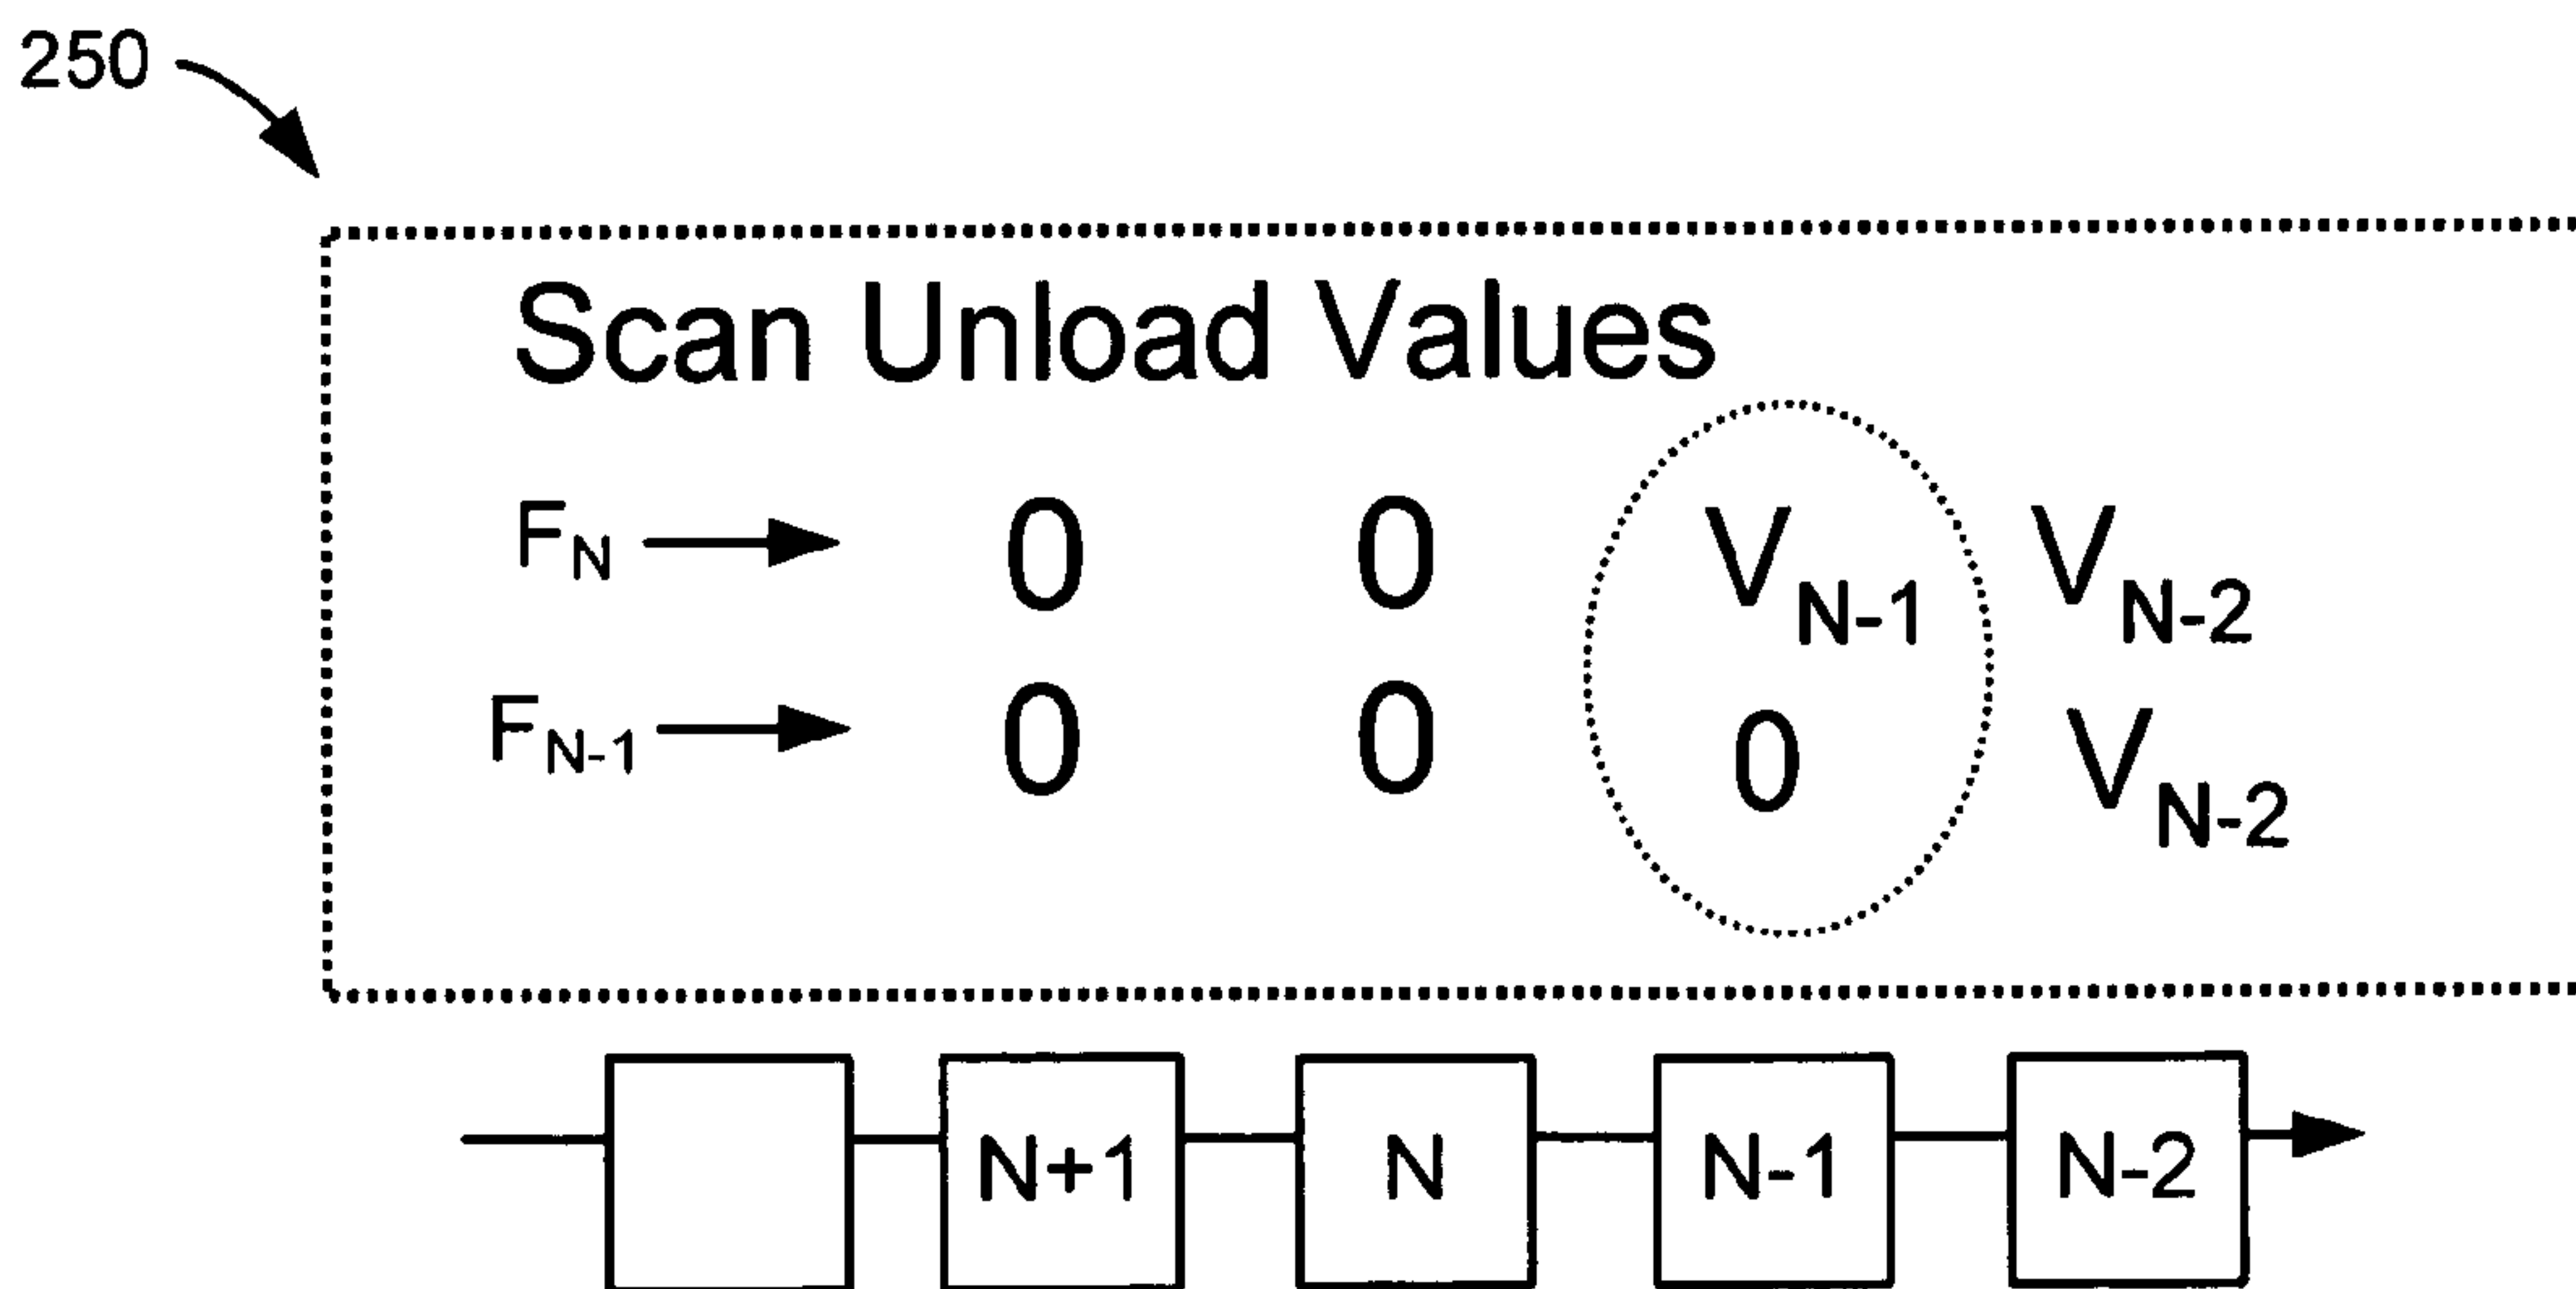 250
Scan Unload Values
F_N 0 0 V_N-1 V_N-2
F_N-1 0 0 0 V_N-2
N+1 N N-1 N-2